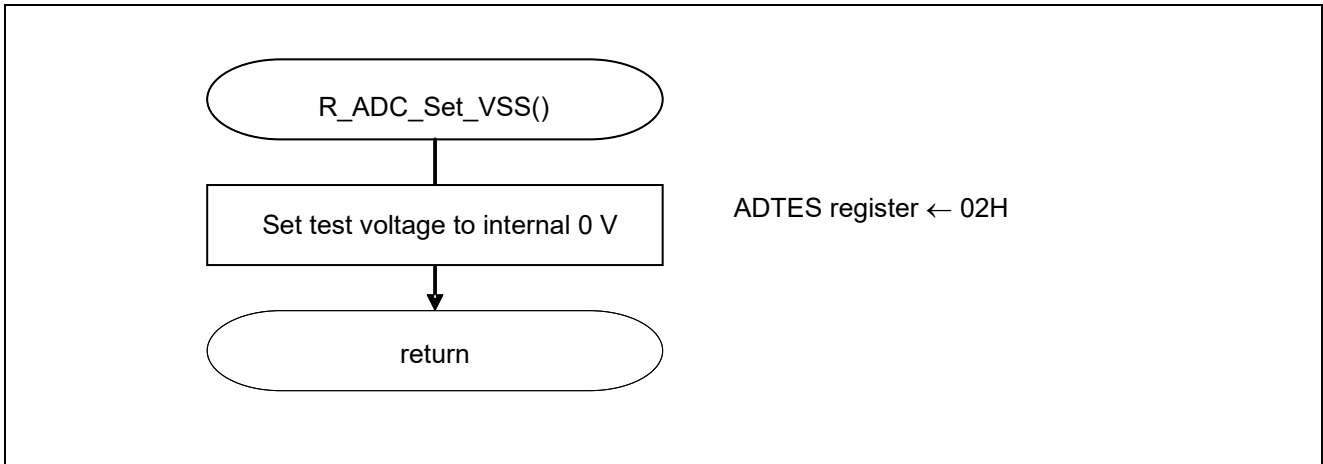 R_ADC_Set_VSS()
Set test voltage to internal 0 V
ADTES register ← 02H
return